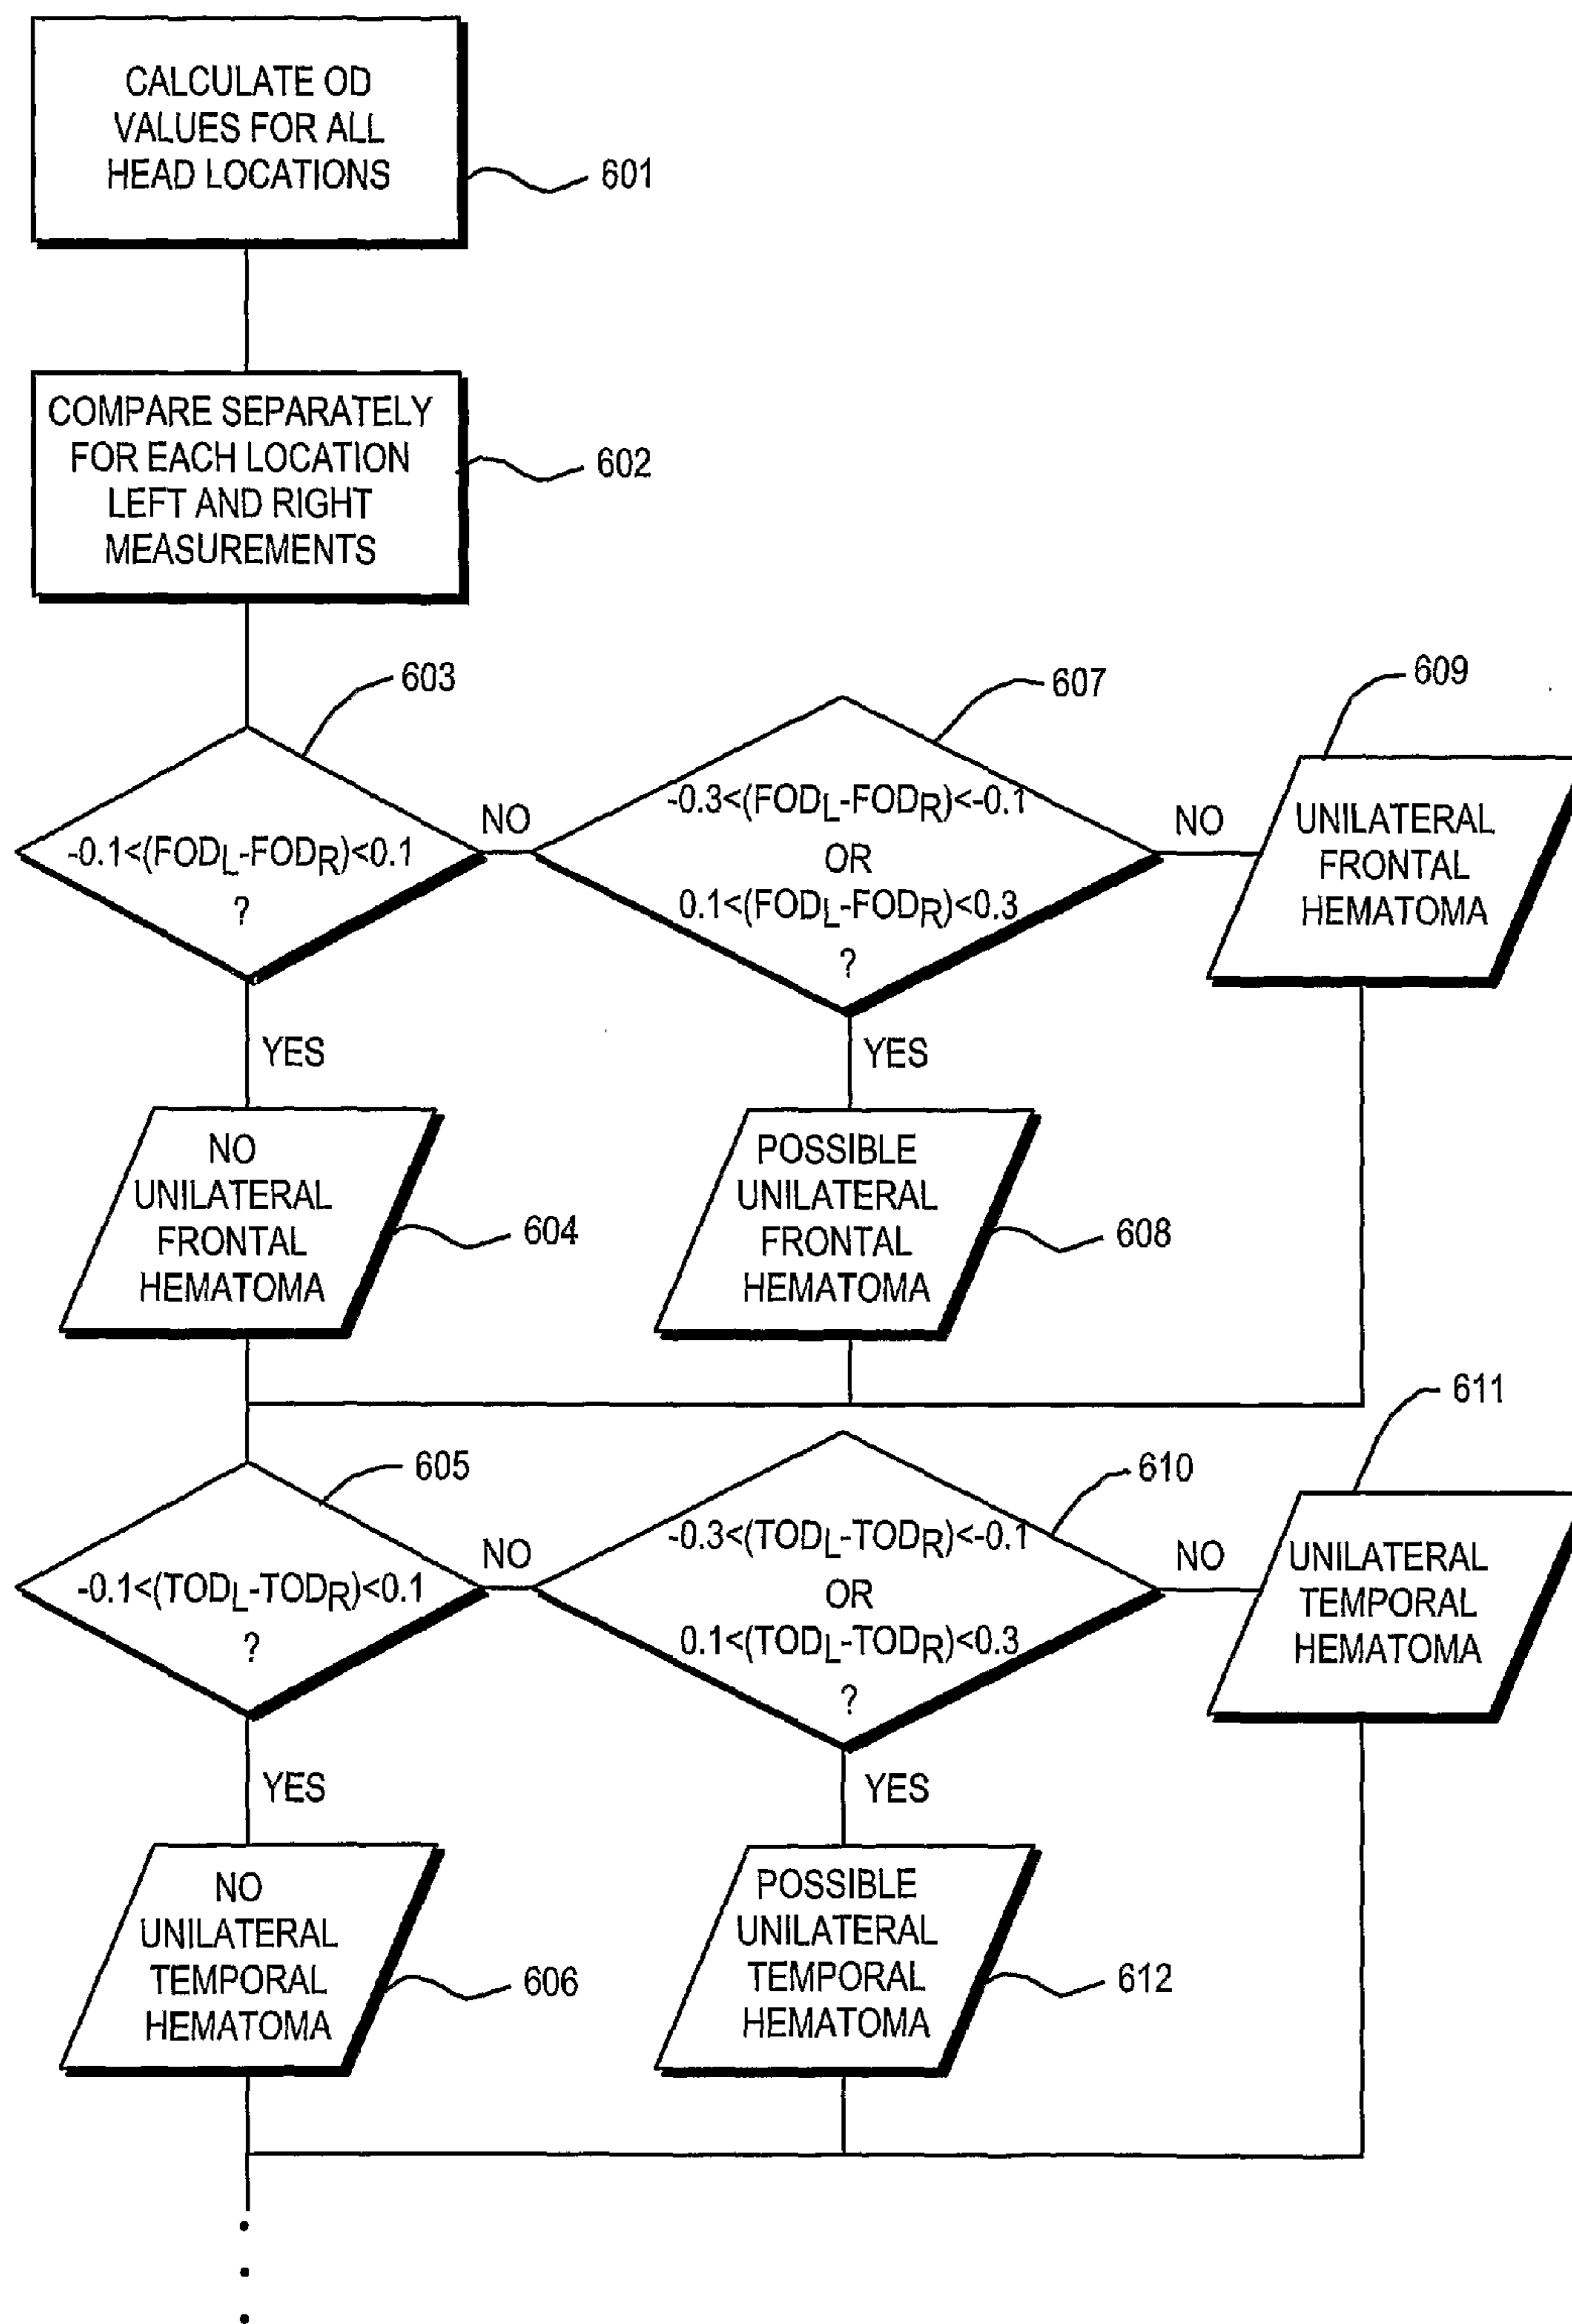 CALCULATE OD
VALUES FOR ALL
HEAD LOCATIONS
601
COMPARE SEPARATELY
FOR EACH LOCATION
LEFT AND RIGHT
MEASUREMENTS
602
603
-0.1<(FODL-FODR)<0.1
?
NO
607
-0.3<(FODL-FODR)<-0.1
OR
0.1<(FODL-FODR)<0.3
?
NO
609
UNILATERAL
FRONTAL
HEMATOMA
YES
NO
UNILATERAL
FRONTAL
HEMATOMA
604
YES
POSSIBLE
UNILATERAL
FRONTAL
HEMATOMA
608
605
-0.1<(TODL-TODR)<0.1
?
NO
610
-0.3<(TODL-TODR)<-0.1
OR
0.1<(TODL-TODR)<0.3
?
NO
611
UNILATERAL
TEMPORAL
HEMATOMA
YES
NO
UNILATERAL
TEMPORAL
HEMATOMA
606
YES
POSSIBLE
UNILATERAL
TEMPORAL
HEMATOMA
612